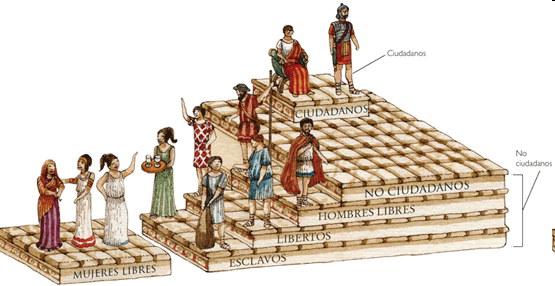 Ciudadanos
CIUDADANOS
No
ciudadanos
NO CIUDADANOS
HOMBRES LIBRES
LIBERTOS
ESCLAVOS
MUJERES LIBRES